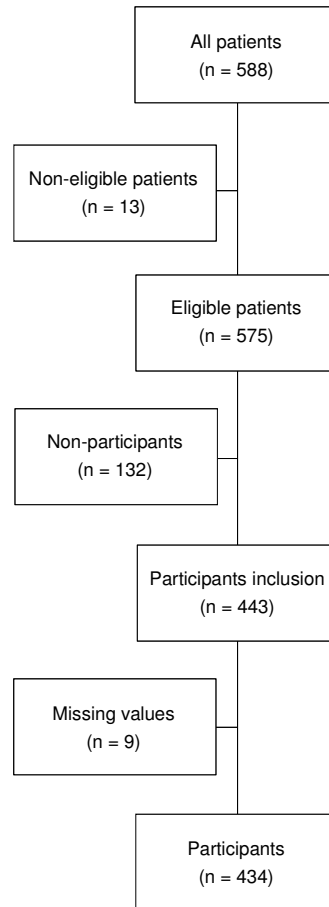 All patients
(n = 588)
Non-eligible patients
(n = 13)
Eligible patients
(n = 575)
Non-participants
(n = 132)
Participants inclusion
(n = 443)
Missing values
(n = 9)
Participants
(n = 434)